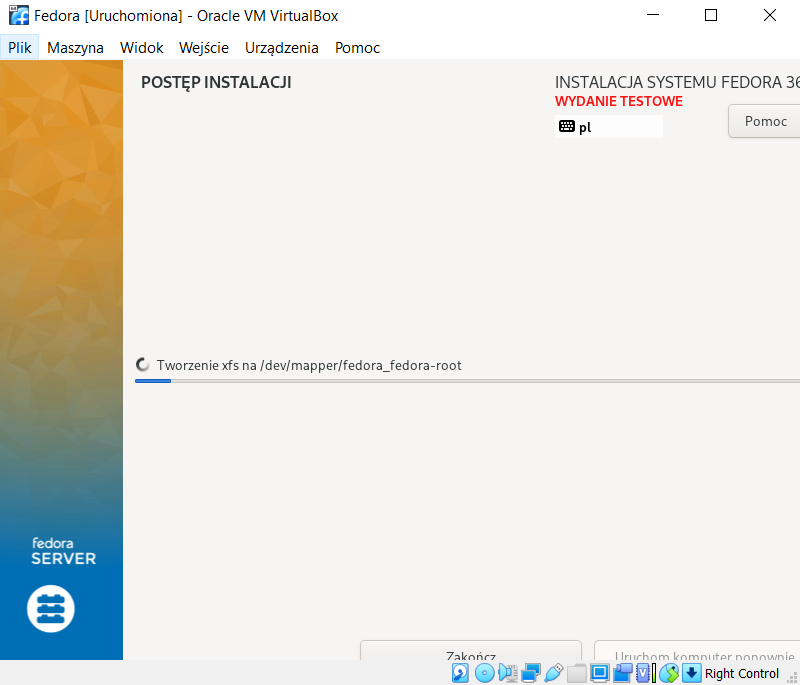 Fedora [Uruchomiona] - Oracle VM VirtualBox
Plik Maszyna Widok Wejście Urządzenia Pomoc
POSTĘP INSTALACJI
INSTALACJA SYSTEMU FEDORA 36
WYDANIE TESTOWE
pl
Pomoc
Tworzenie xfs na /dev/mapper/fedora_fedora-root
fedora
SERVER
Zakończ
Uruchom komputer ponownie
Right Control